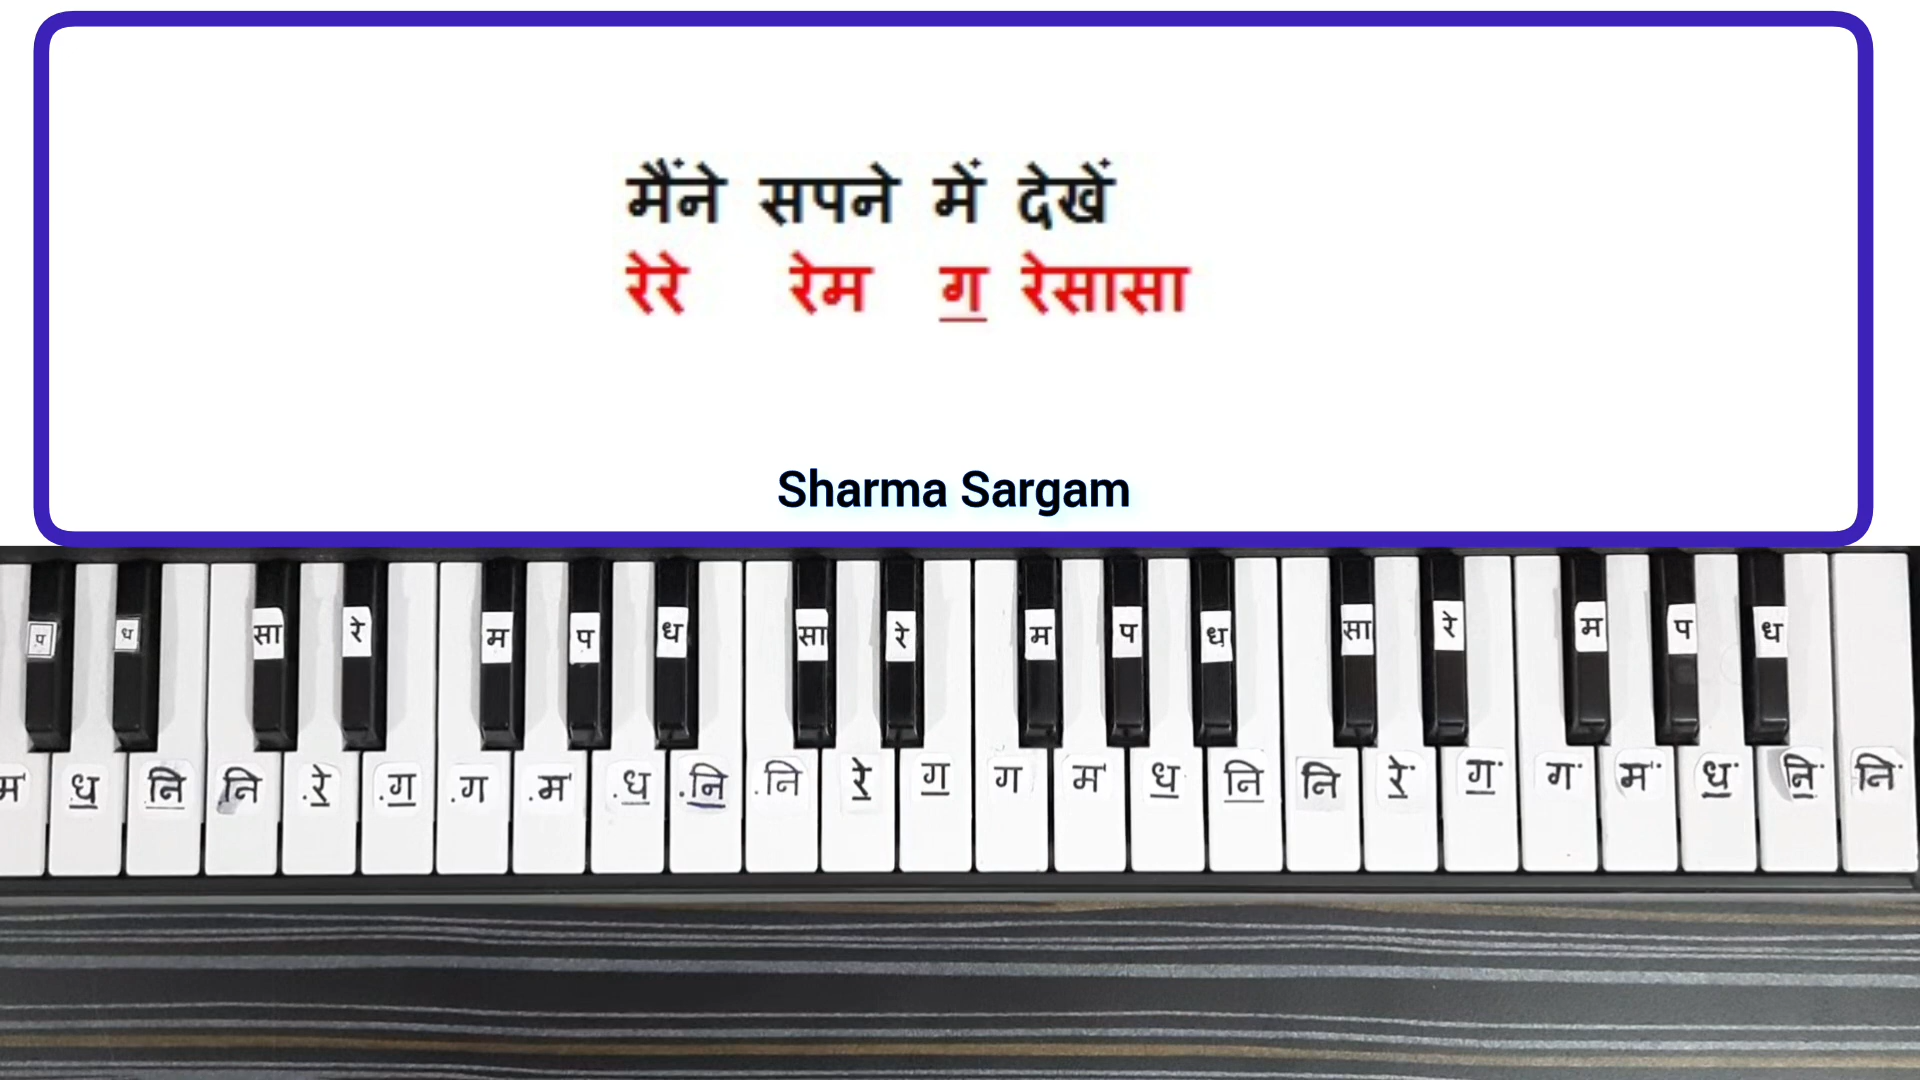 मैंने सपने में देखें
रेरे रेम ग॒ रेसासा
Sharma Sargam
प ध सा रे म प ध सा रे म प ध सा रे म प ध
म' ध॒ नि॒ नि .रे॒ .ग॒ .ग .म' .ध॒ .नि॒ .नि रे॒ ग॒ ग म' ध॒ नि॒ नि रे॒˙ ग॒˙ ग˙ म'˙ ध॒˙ नि॒˙ नि˙